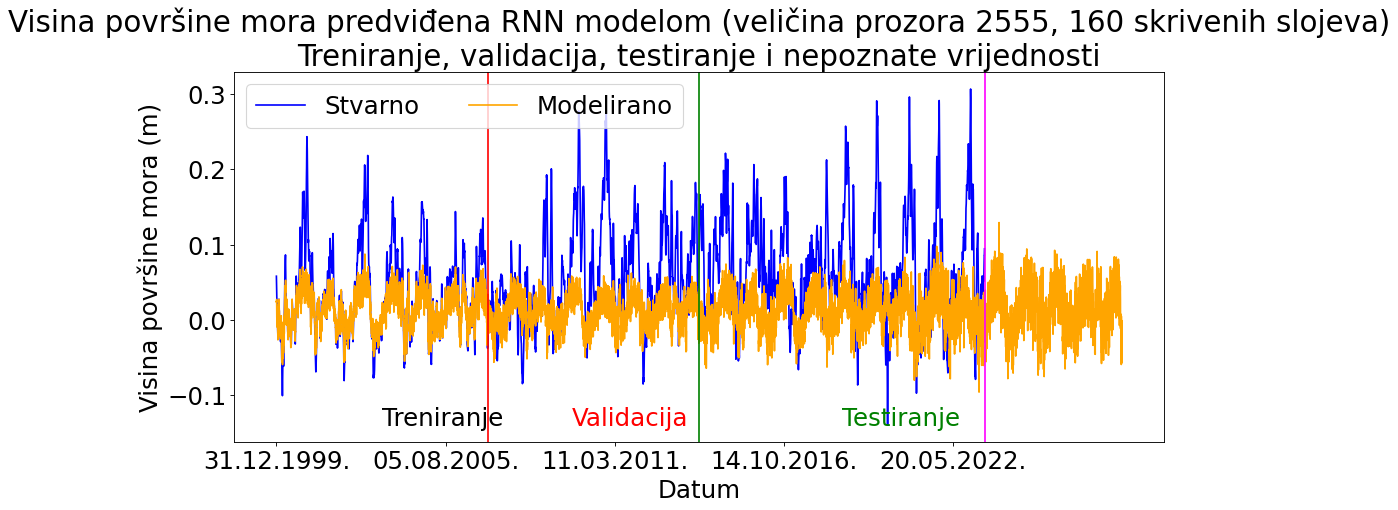 Visina površine mora predviđena RNN modelom (veličina prozora 2555, 160 skrivenih slojeva)
Treniranje, validacija, testiranje i nepoznate vrijednosti
Stvarno Modelirano
Visina površine mora (m)
0.3
0.2
0.1
0.0
−0.1
Treniranje Validacija Testiranje
31.12.1999. 05.08.2005. 11.03.2011. 14.10.2016. 20.05.2022.
Datum